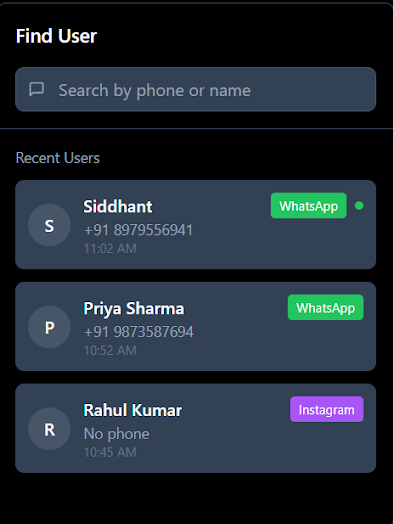 Find User
Search by phone or name
Recent Users
S
Siddhant
WhatsApp
+91 8979556941
11:02 AM
P
Priya Sharma
WhatsApp
+91 9873587694
10:52 AM
R
Rahul Kumar
Instagram
No phone
10:45 AM